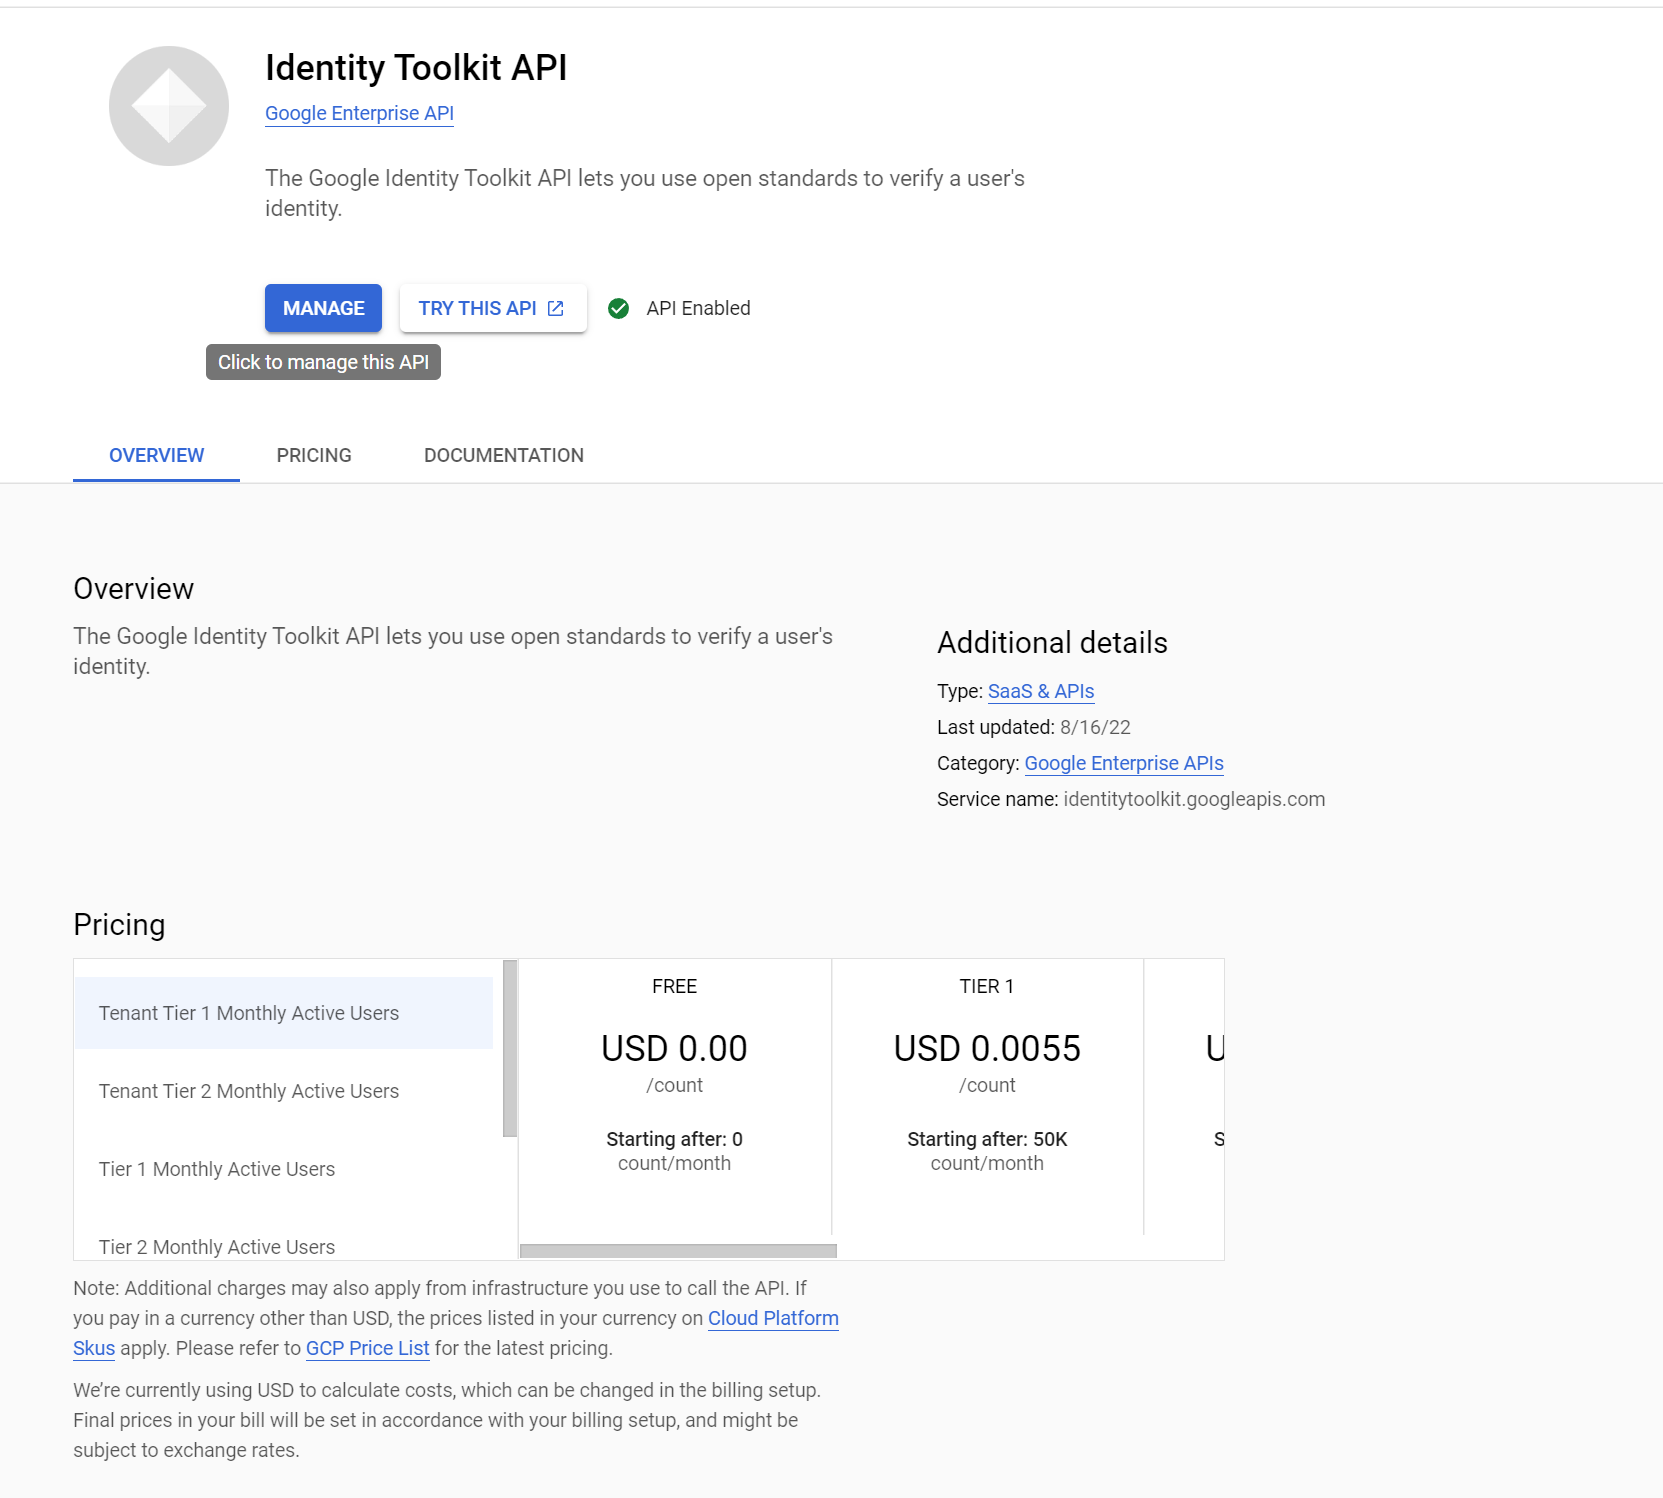 Identity Toolkit API
Google Enterprise API
The Google Identity Toolkit API lets you use open standards to verify a user's
identity.
MANAGE
TRY THIS API
API Enabled
Click to manage this API
OVERVIEW
PRICING
DOCUMENTATION
Overview
The Google Identity Toolkit API lets you use open standards to verify a user's
identity.
Additional details
Type: SaaS & APIs
Last updated: 8/16/22
Category: Google Enterprise APIs
Service name: identitytoolkit.googleapis.com
Pricing
Tenant Tier 1 Monthly Active Users
Tenant Tier 2 Monthly Active Users
Tier 1 Monthly Active Users
Tier 2 Monthly Active Users
FREE
USD 0.00
/count
Starting after: 0
count/month
TIER 1
USD 0.0055
/count
Starting after: 50K
count/month
Note: Additional charges may also apply from infrastructure you use to call the API. If
you pay in a currency other than USD, the prices listed in your currency on Cloud Platform
Skus apply. Please refer to GCP Price List for the latest pricing.
We’re currently using USD to calculate costs, which can be changed in the billing setup.
Final prices in your bill will be set in accordance with your billing setup, and might be
subject to exchange rates.